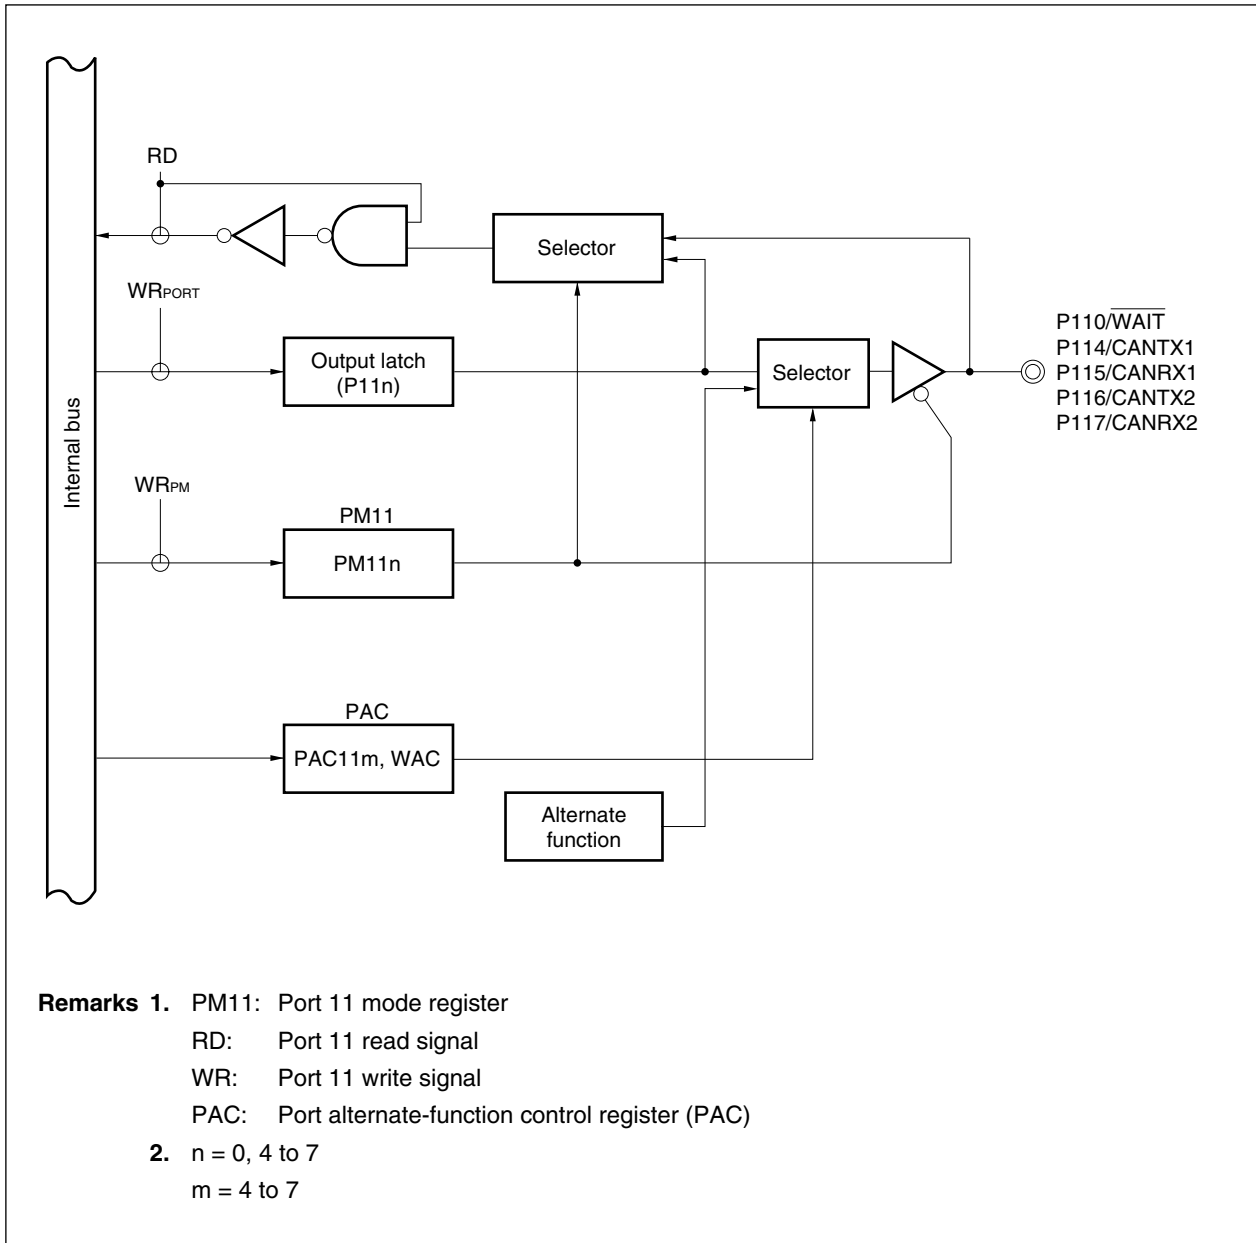 RD
Selector
WRPORT
P110/WAIT
P114/CANTX1
P115/CANRX1
P116/CANTX2
P117/CANRX2
Output latch
(P11n)
Selector
Internal bus
WRPM
PM11
PM11n
PAC
PAC11m, WAC
Alternate
function
Remarks 1. PM11: Port 11 mode register
RD: Port 11 read signal
WR: Port 11 write signal
PAC: Port alternate-function control register (PAC)
2. n = 0, 4 to 7
m = 4 to 7